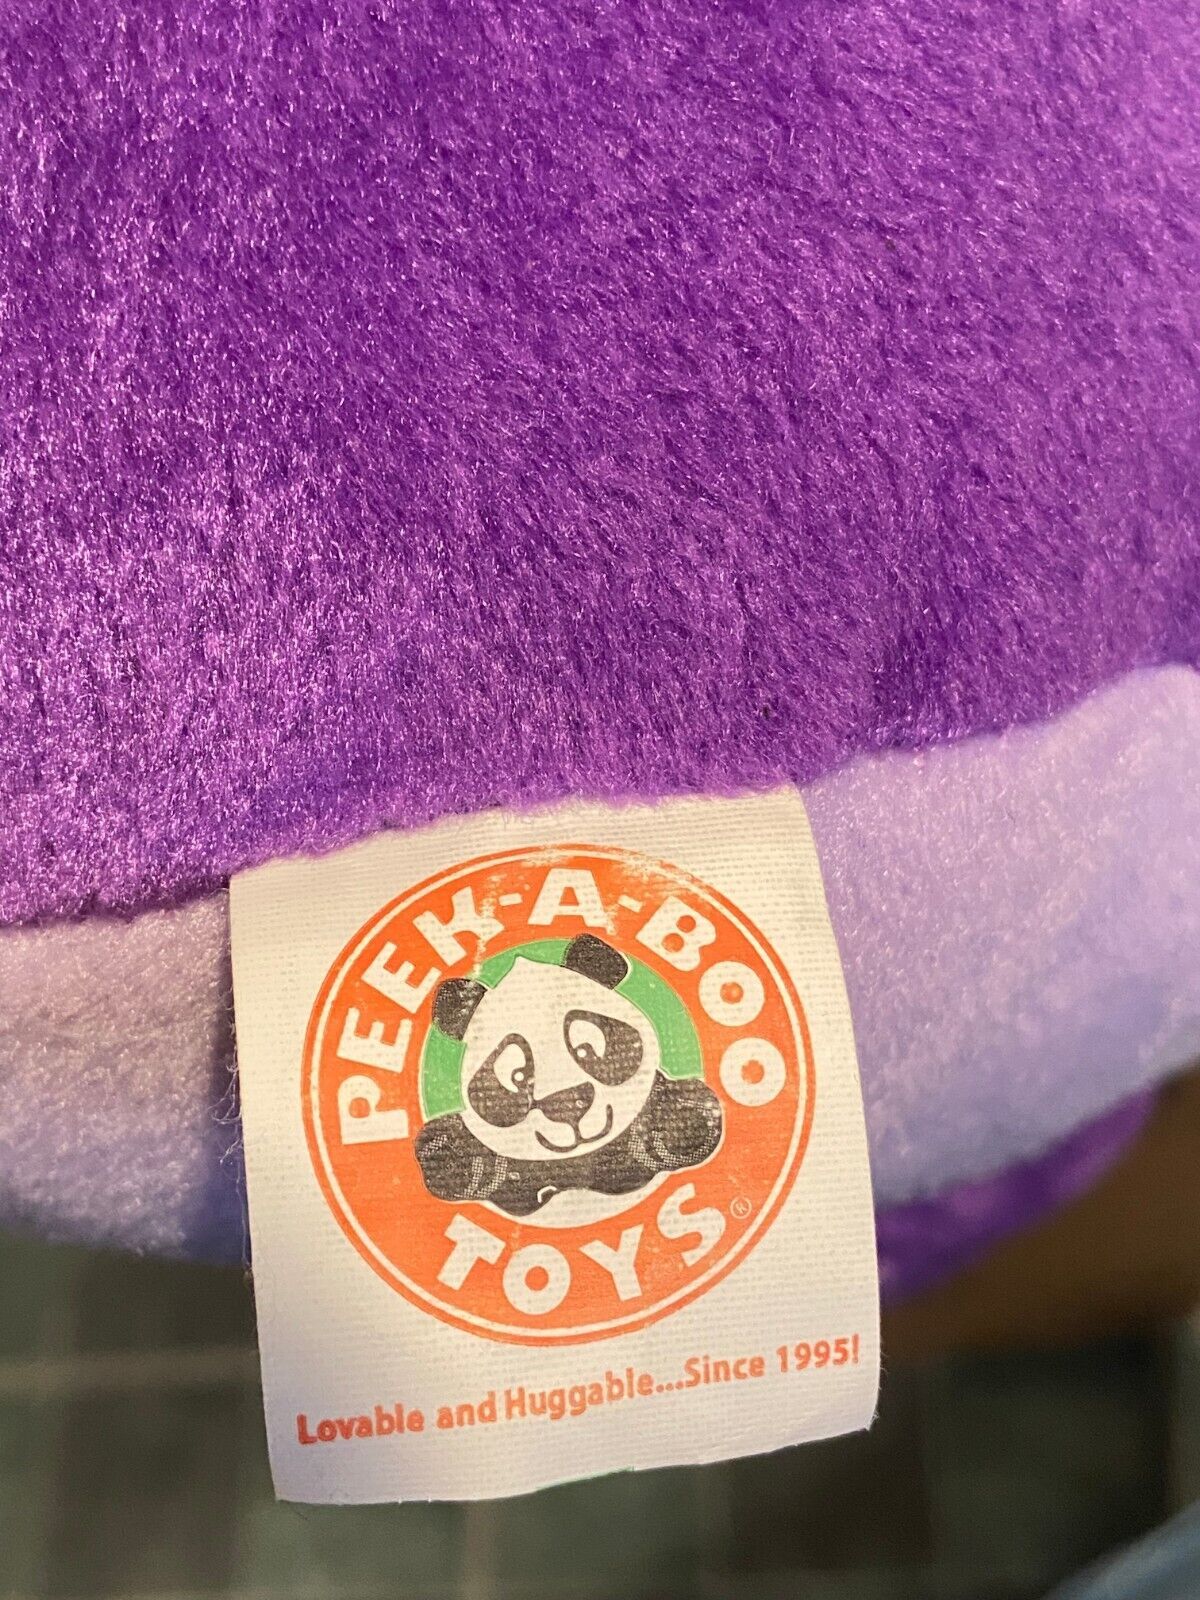 PEEK-A-BOO
TOYS®
Lovable and Huggable...Since 1995!